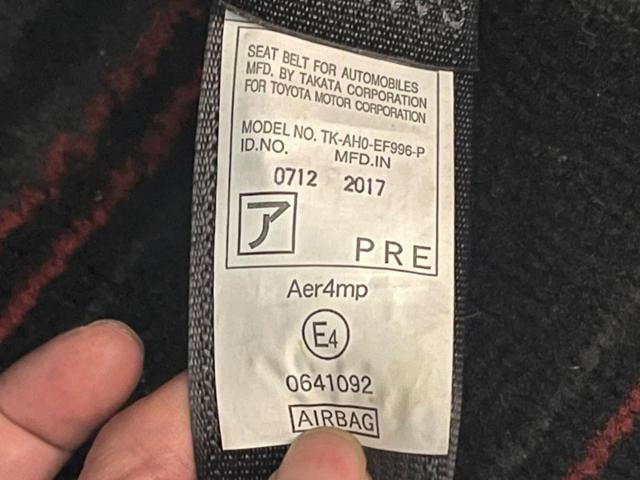 SEAT BELT FOR AUTOMOBILES
MFD. BY TAKATA CORPORATION
FOR TOYOTA MOTOR CORPORATION
MODEL NO. TK-AH0-EF996-P
ID.NO. MFD.IN
0712 2017
ア PRE
Aer4mp
E4
0641092
AIRBAG